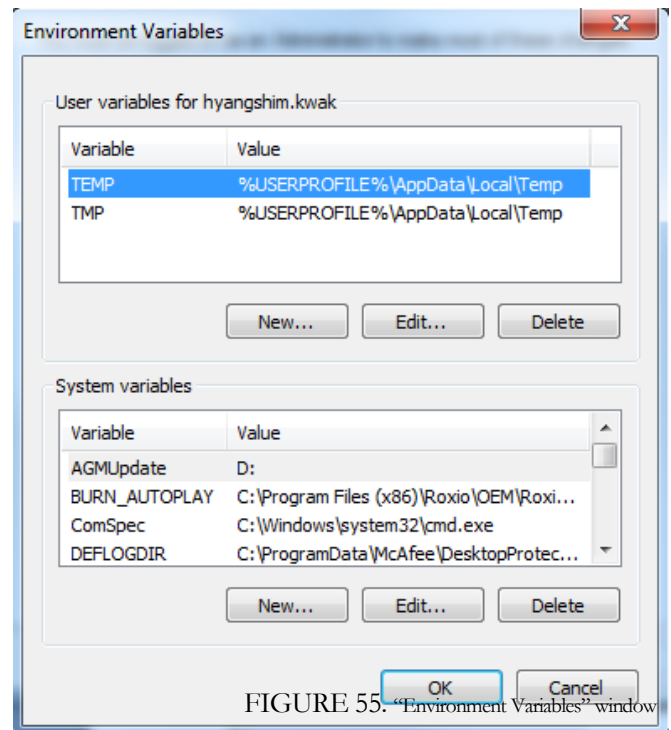 Environment Variables
User variables for hyangshim.kwak
Variable Value
TEMP %USERPROFILE%\AppData\Local\Temp
TMP %USERPROFILE%\AppData\Local\Temp
New... Edit... Delete
System variables
Variable Value
AGMUpdate D:
BURN_AUTOPLAY C:\Program Files (x86)\Roxio\OEM\Roxi...
ComSpec C:\Windows\system32\cmd.exe
DEFLOGDIR C:\ProgramData\McAfee\DesktopProtec...
New... Edit... Delete
OK Cancel
FIGURE 55. “Environment Variables” window